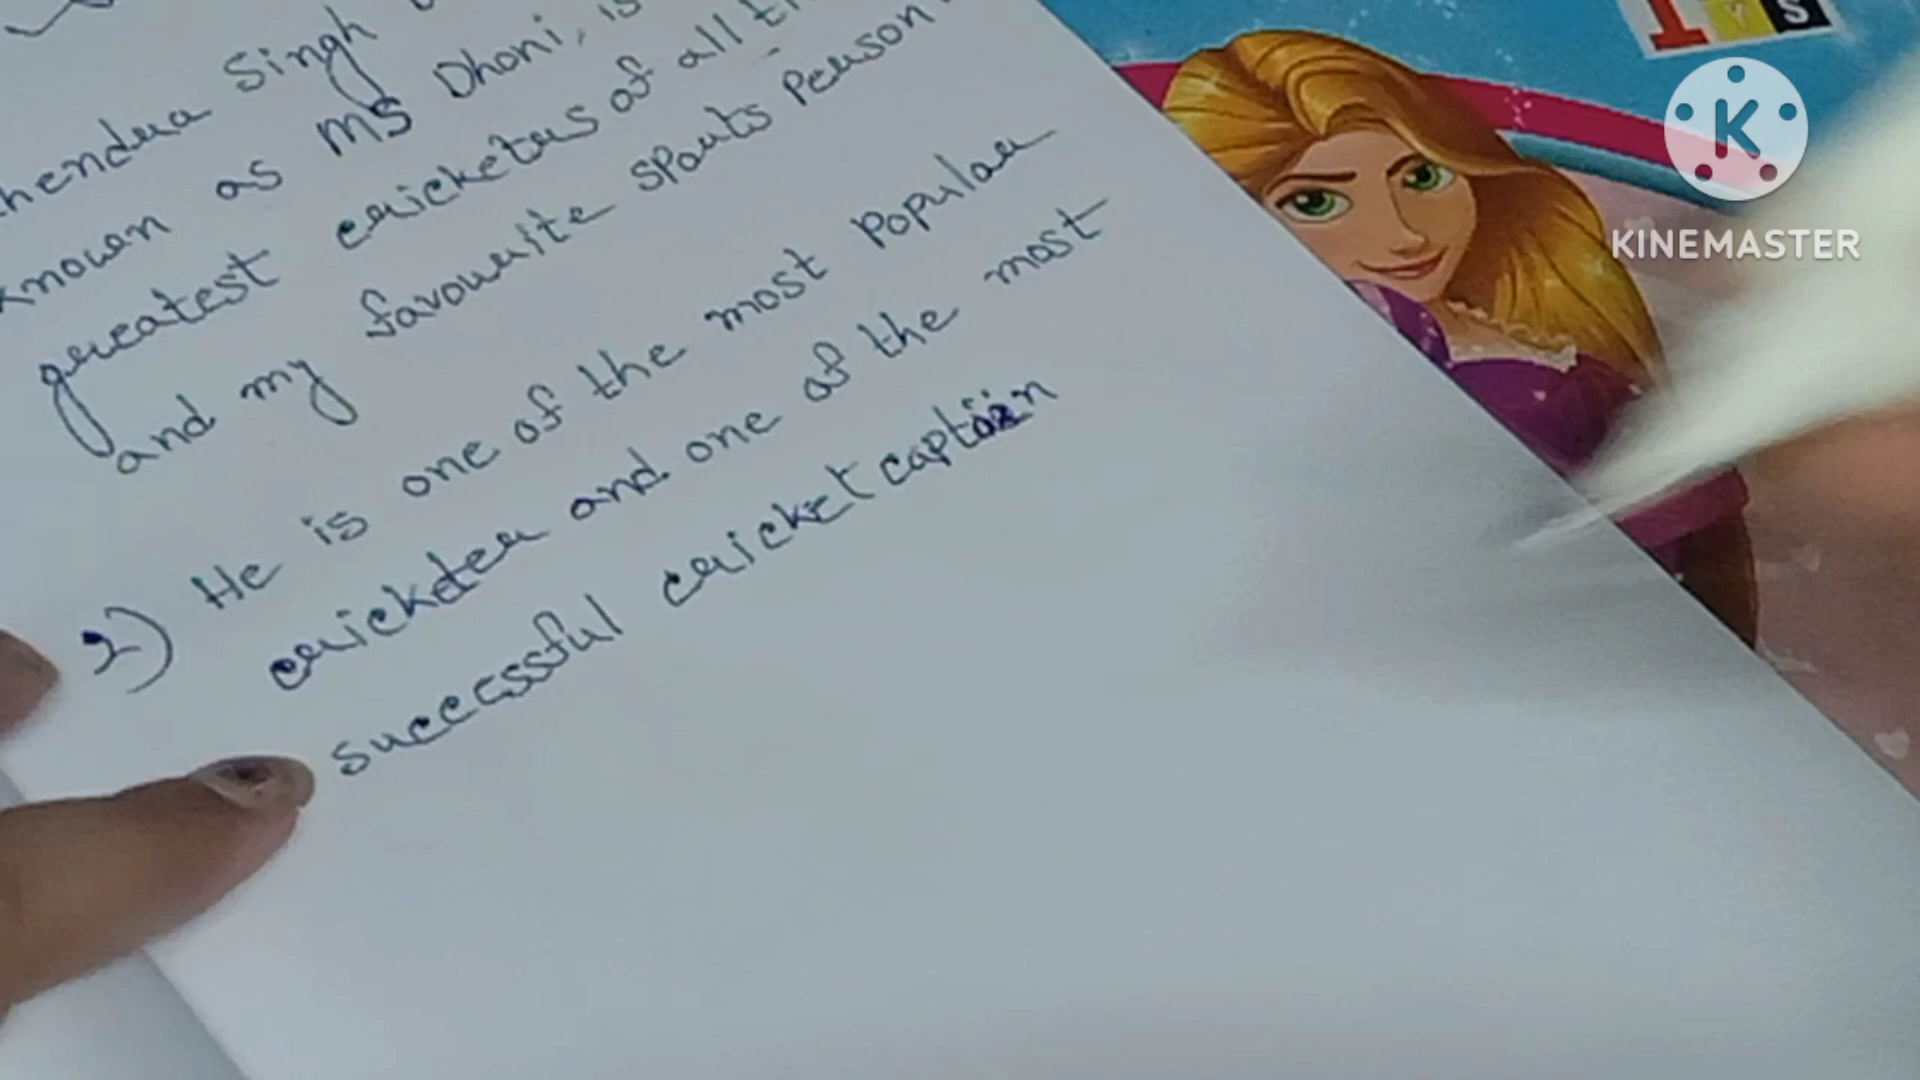 hendra Singh
known as MS Dhoni, is
greatest cricketers of all
and my favourite sports person
2) He is one of the most popular
cricketer and one of the most
successful cricket captain
KINEMASTER